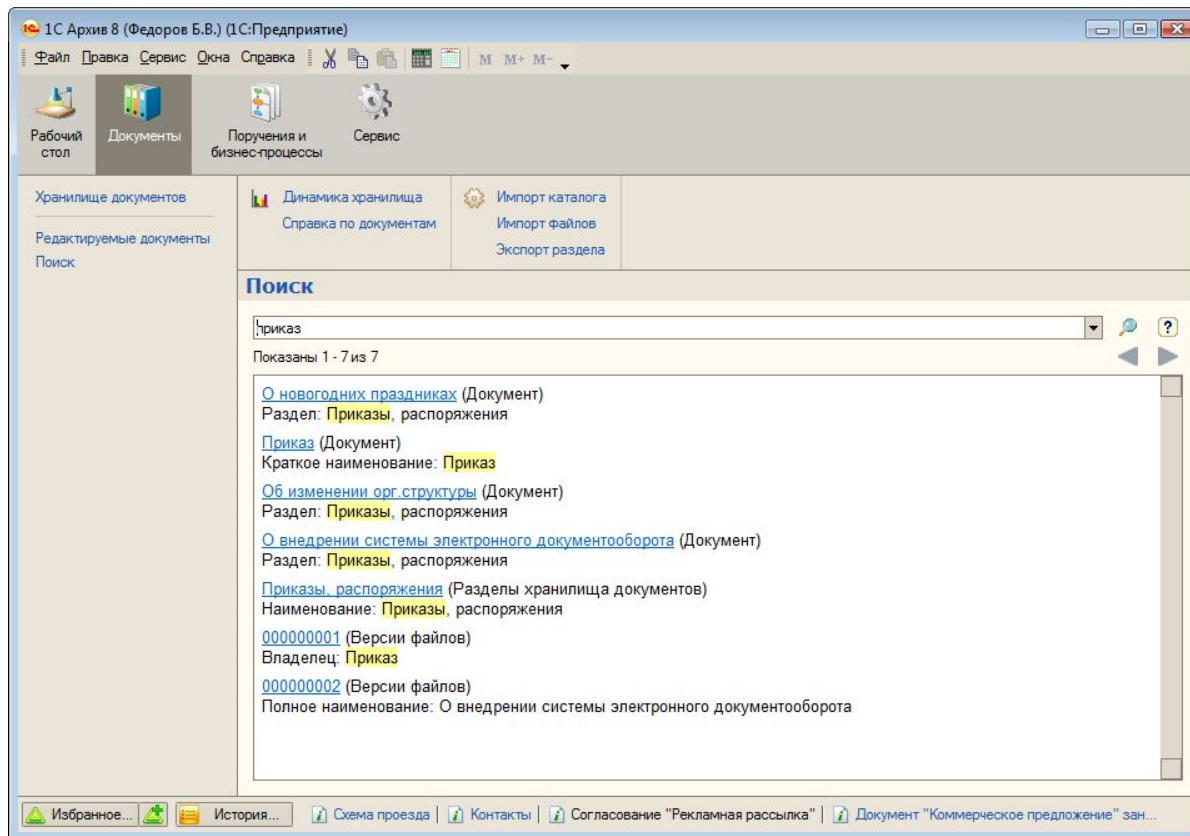 1С Архив 8 (Федоров Б.В.) (1С:Предприятие)
Файл Правка Сервис Окна Справка M M+ M-
Рабочий стол
Документы
Поручения и бизнес-процессы
Сервис
Хранилище документов
Редактируемые документы
Поиск
Динамика хранилища
Справка по документам
Импорт каталога
Импорт файлов
Экспорт раздела
Поиск
приказ
?
Показаны 1 - 7 из 7
О новогодних праздниках (Документ)
Раздел: Приказы, распоряжения
Приказ (Документ)
Краткое наименование: Приказ
Об изменении орг.структуры (Документ)
Раздел: Приказы, распоряжения
О внедрении системы электронного документооборота (Документ)
Раздел: Приказы, распоряжения
Приказы, распоряжения (Разделы хранилища документов)
Наименование: Приказы, распоряжения
000000001 (Версии файлов)
Владелец: Приказ
000000002 (Версии файлов)
Полное наименование: О внедрении системы электронного документооборота
Избранное... История... Схема проезда Контакты Согласование "Рекламная рассылка" Документ "Коммерческое предложение" зан...